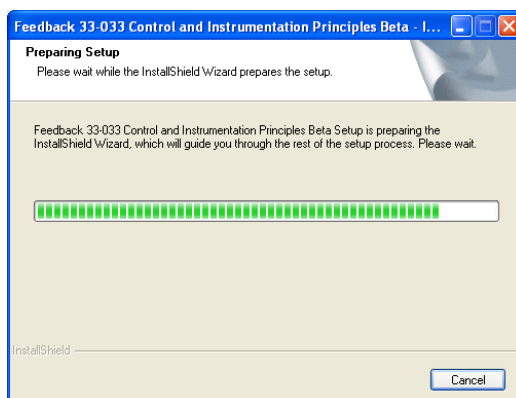 Feedback 33-033 Control and Instrumentation Principles Beta - I...
Preparing Setup
Please wait while the InstallShield Wizard prepares the setup.
Feedback 33-033 Control and Instrumentation Principles Beta Setup is preparing the
InstallShield Wizard, which will guide you through the rest of the setup process. Please wait.
InstallShield
Cancel